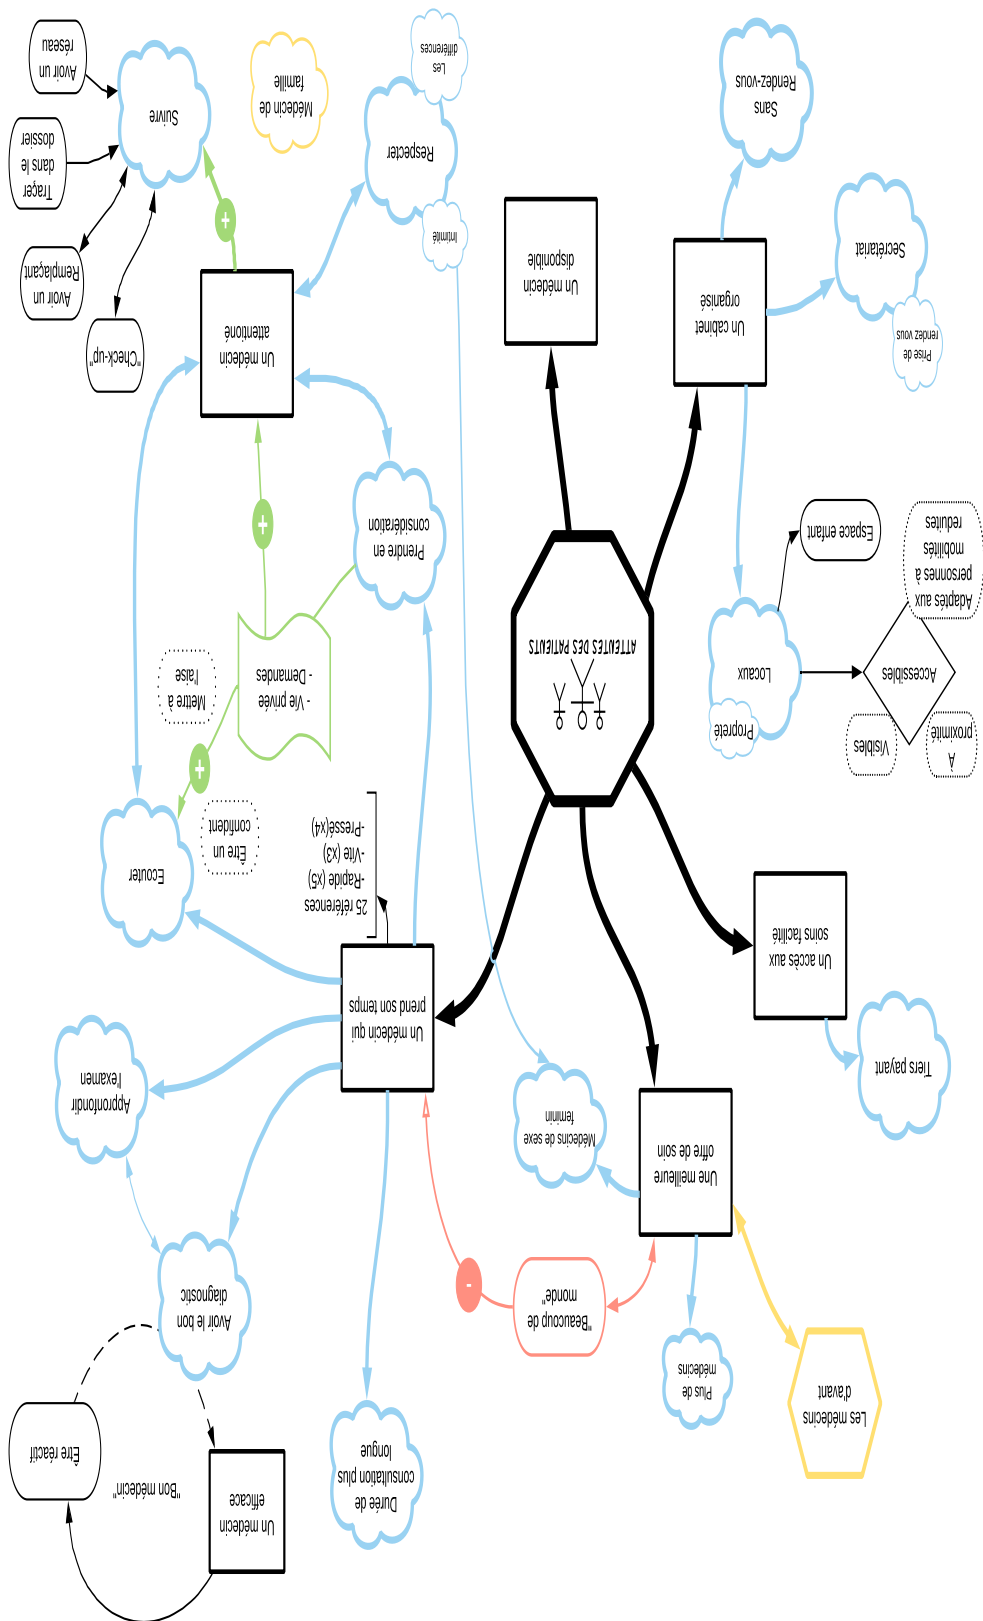 Les médecins
d'avant
Plus de
médecins
"Beaucoup de
monde"
-
Durée de
consultation plus
longue
Un médecin
efficace
"Bon médecin"
Être réactif
Avoir le bon
diagnostic
Appronfondir
l'examen
Tiers payant
Un accès aux
soins facilité
Une meilleure
offre de soin
Médecins de sexe
féminin
Un médecin qui
prend son temps
25 référéces
-Rapide (x5)
-Vite (x3)
-Pressé(x4)
Ecouter
Être un
confident
+
Mettre à
l'aise
- Vie privée
- Demandes
+
Prendre en
considération
ATTENTES DES PATIENTS
Propreté
Locaux
À
proximité
Visibles
Accessibles
Adaptés aux
personnes à
mobilités
reduites
Espace enfant
Un cabinet
organisé
Prise de
rendez vous
Secrétariat
Sans
Rendez-vous
Un médecin
disponible
Intimité
Respecter
Les
différences
Un médecin
attentioné
+
Médecin de
famille
"Check-up"
Avoir un
Remplaçant
Traçer
dans le
dossier
Avoir un
réseau
Suivre